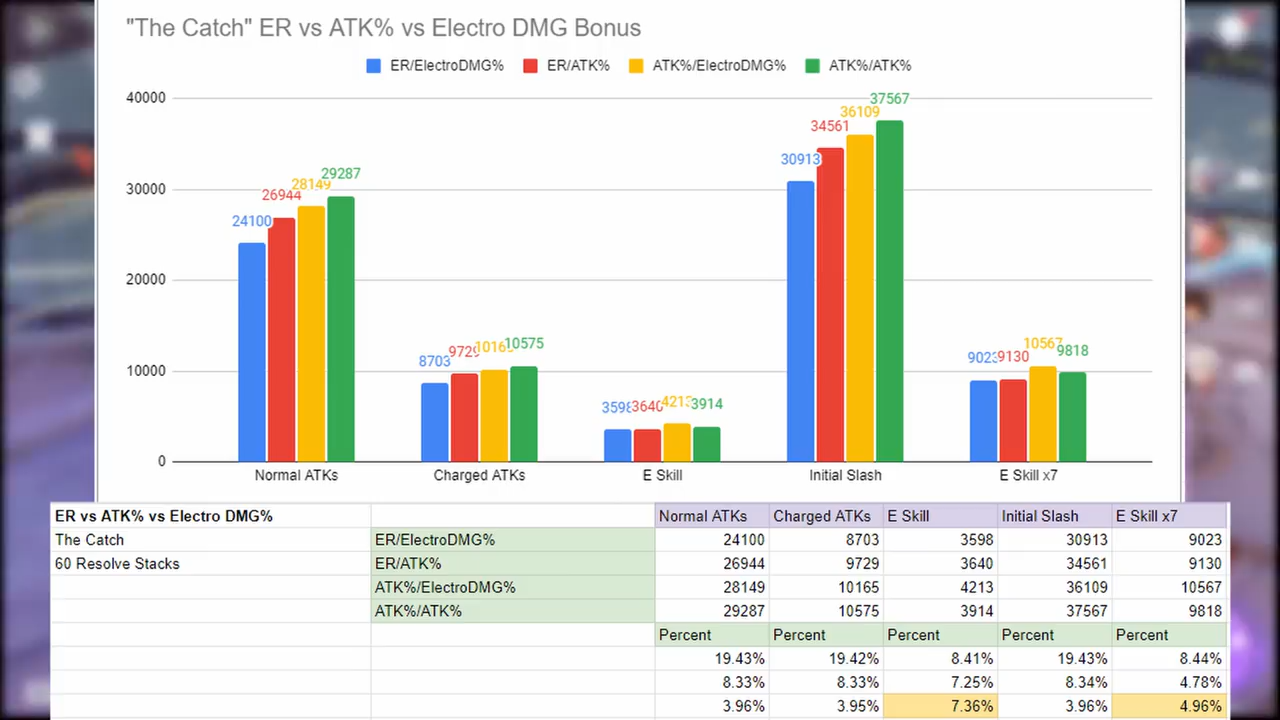 "The Catch" ER vs ATK% vs Electro DMG Bonus
ER/ElectroDMG% ER/ATK% ATK%/ElectroDMG% ATK%/ATK%
40000
30000
20000
10000
0
24100 26944 28149 29287
8703 9729 10165 10575
3598 3640 4213 3914
30913 34561 36109 37567
9023 9130 10567 9818
Normal ATKs Charged ATKs E Skill Initial Slash E Skill x7
ER vs ATK% vs Electro DMG% Normal ATKs Charged ATKs E Skill Initial Slash E Skill x7
The Catch ER/ElectroDMG% 24100 8703 3598 30913 9023
60 Resolve Stacks ER/ATK% 26944 9729 3640 34561 9130
ATK%/ElectroDMG% 28149 10165 4213 36109 10567
ATK%/ATK% 29287 10575 3914 37567 9818
Percent Percent Percent Percent Percent
19.43% 19.42% 8.41% 19.43% 8.44%
8.33% 8.33% 7.25% 8.34% 4.78%
3.96% 3.95% 7.36% 3.96% 4.96%